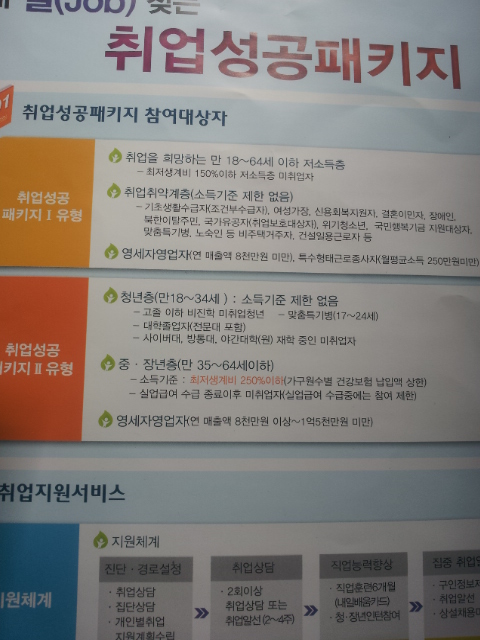 일(Job) 찾는
취업성공패키지
취업성공패키지 참여대상자
취업성공
패키지 I 유형
취업을 희망하는 만 18~64세 이하 저소득층
- 최저생계비 150%이하 저소득층 미취업자
취업취약계층(소득기준 제한 없음)
- 기초생활수급자(조건부수급자), 여성가장, 신용회복지원자, 결혼이민자, 장애인,
북한이탈주민, 국가유공자(취업보호대상자), 위기청소년, 국민행복기금 지원대상자,
맞춤특기병, 노숙인 등 비주택거주자, 건설일용근로자 등
영세자영업자(연 매출액 8천만원 미만), 특수형태근로종사자(월평균소득 250만원미만)
취업성공
패키지 II 유형
청년층(만18~34세) : 소득기준 제한 없음
- 고졸 이하 비진학 미취업청년 - 맞춤특기병(17~24세)
- 대학졸업자(전문대 포함)
- 사이버대, 방통대, 야간대학(원) 재학 중인 미취업자
중 · 장년층(만 35~64세이하)
- 소득기준 : 최저생계비 250%이하(가구원수별 건강보험 납입액 상한)
- 실업급여 수급 종료이후 미취업자(실업급여 수급중에는 참여 제한)
영세자영업자(연 매출액 8천만원 이상~1억5천만원 미만)
취업지원서비스
지원체계
지원체계
진단 · 경로설정
· 취업상담
· 집단상담
· 개인별취업
지원계획수립
취업상담
· 2회이상
취업상담 또는
취업알선(2~4주)
직업능력향상
· 직업훈련6개월
(내일배움카드)
· 청·장년인턴참여
집중 취업
· 구인정보
· 취업알선
· 상설채용